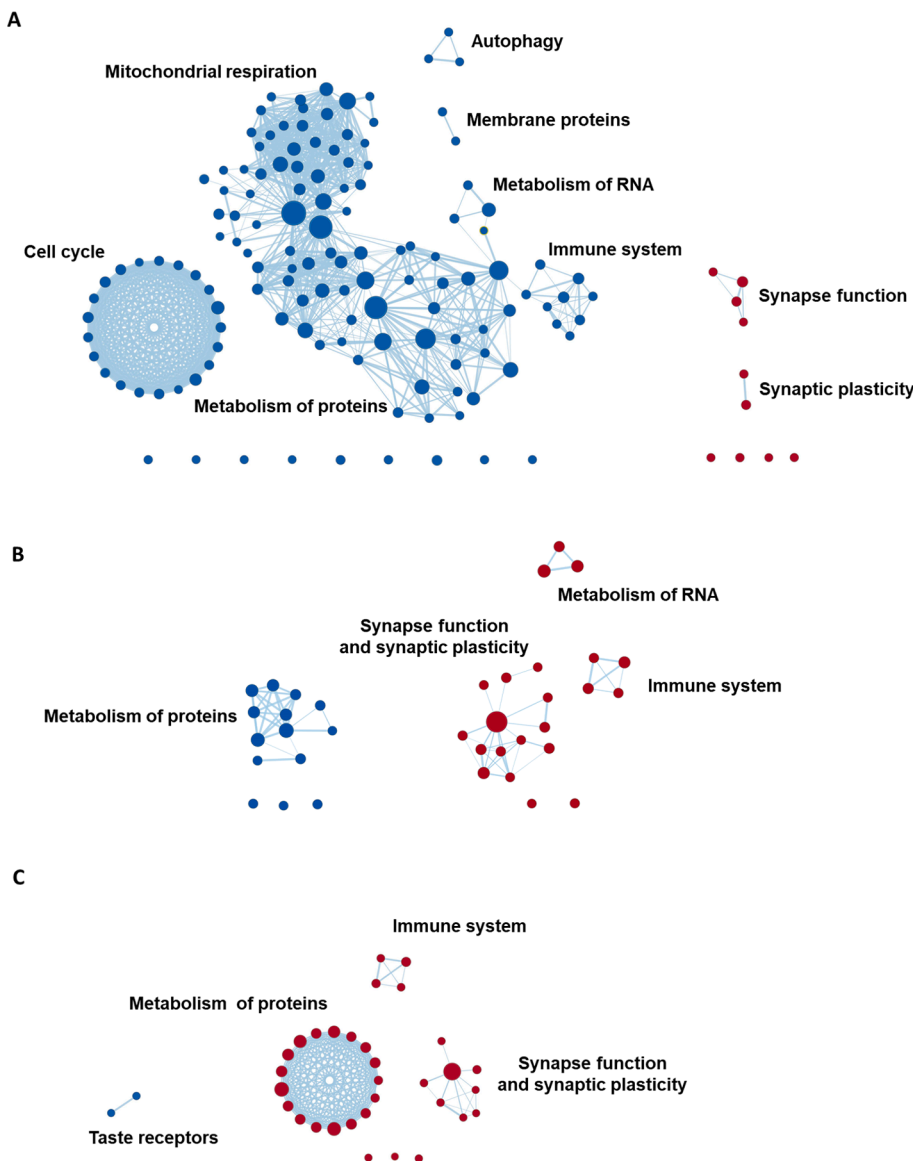 A
Autophagy
Mitochondrial respiration
Membrane proteins
Metabolism of RNA
Immune system
Cell cycle
Synapse function
Synaptic plasticity
Metabolism of proteins
B
Metabolism of RNA
Synapse function
and synaptic plasticity
Immune system
Metabolism of proteins
C
Immune system
Metabolism of proteins
Synapse function
and synaptic plasticity
Taste receptors